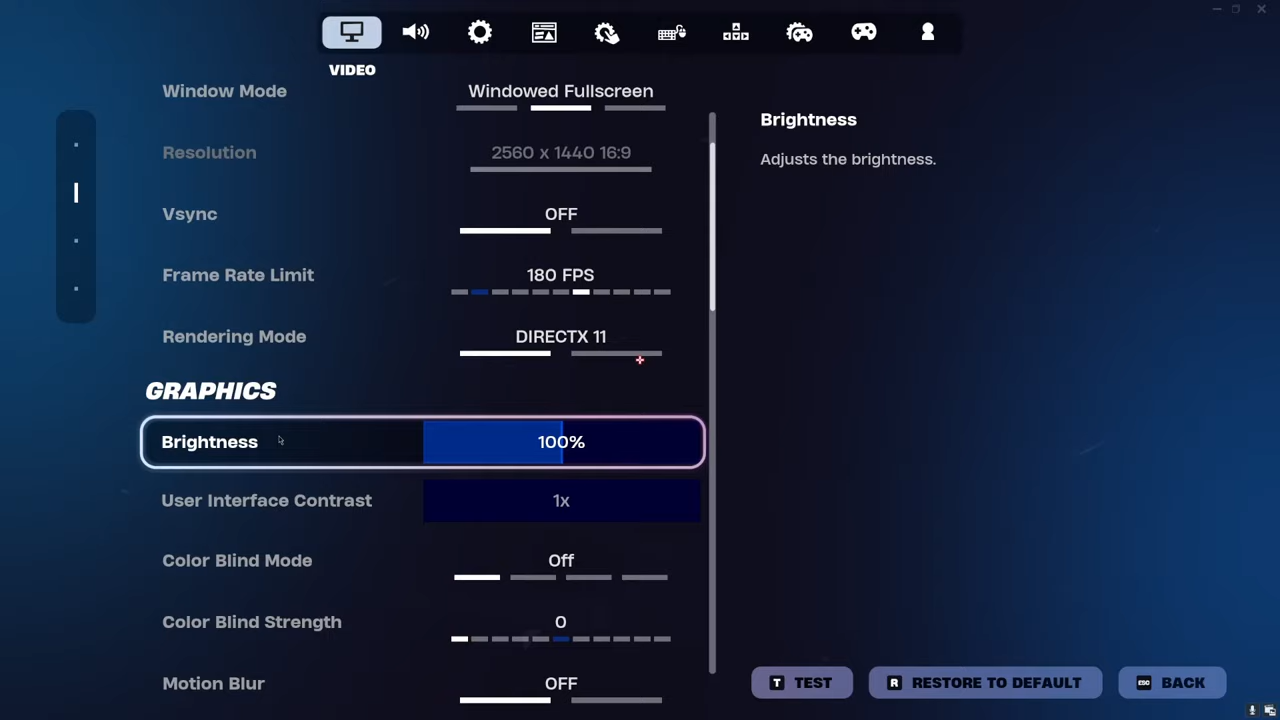 VIDEO
Window Mode Windowed Fullscreen
Resolution 2560 x 1440 16:9
Vsync OFF
Frame Rate Limit 180 FPS
Rendering Mode DIRECTX 11
GRAPHICS
Brightness 100%
User Interface Contrast 1x
Color Blind Mode Off
Color Blind Strength 0
Motion Blur OFF
Brightness
Adjusts the brightness.
T TEST R RESTORE TO DEFAULT ESC BACK